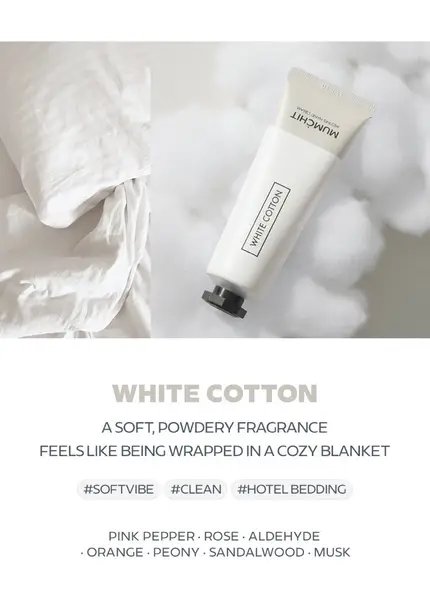 MUMCHIT
WHITE COTTON
WHITE COTTON
A SOFT, POWDERY FRAGRANCE
FEELS LIKE BEING WRAPPED IN A COZY BLANKET
#SOFTVIBE #CLEAN #HOTEL BEDDING
PINK PEPPER · ROSE · ALDEHYDE
· ORANGE · PEONY · SANDALWOOD · MUSK